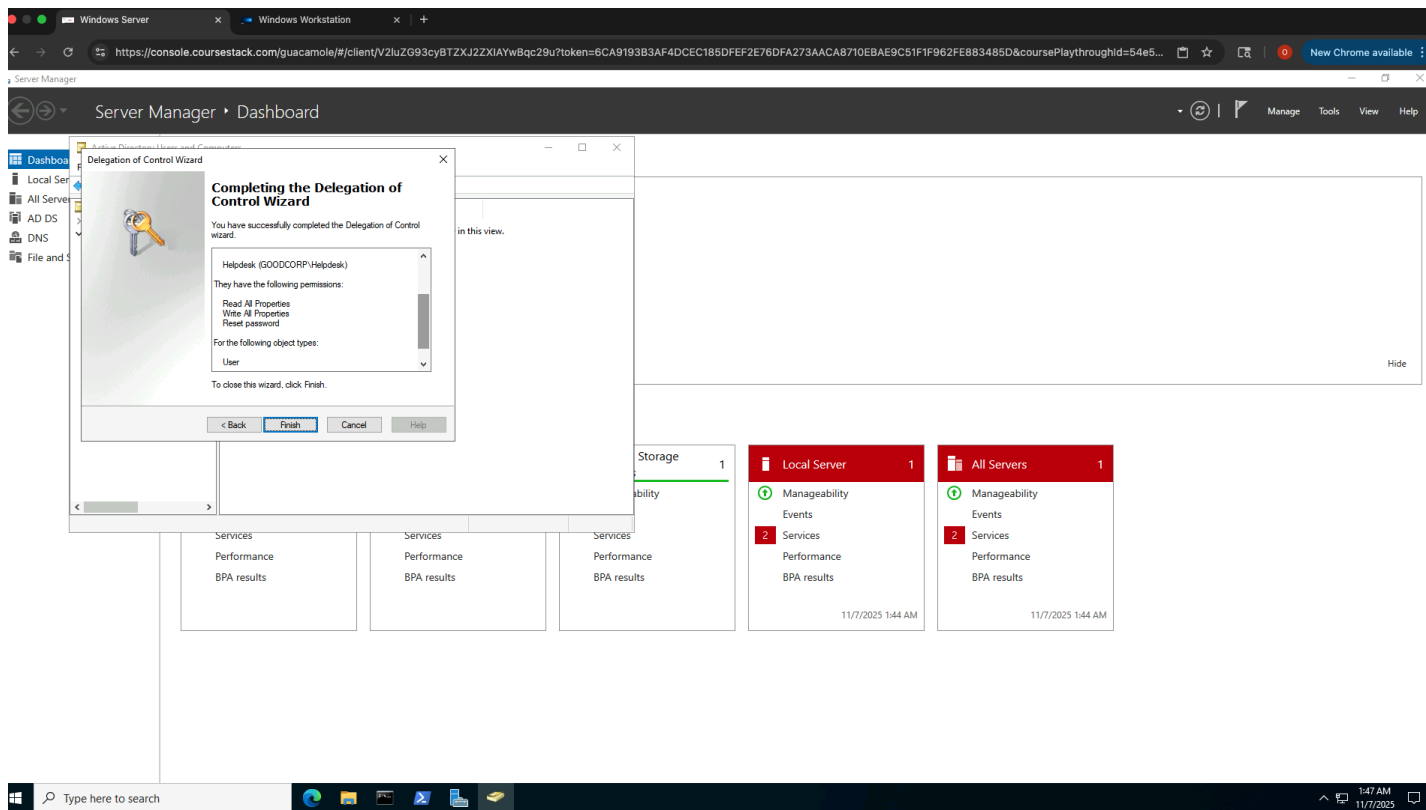 Windows Server
Windows Workstation
https://console.coursestack.com/guacamole/#/client/V2luZG93cyBTZXJ2ZXIAYwBqc29u?token=6CA9193B3AF4DCEC185DFEF2E76DFA273AACA8710EBAE9C51F1F962FE883485D&coursePlaythroughId=54e5...
0
New Chrome available
Server Manager
Server Manager • Dashboard
Manage Tools View Help
Dashboa
Local Ser
All Server
AD DS
DNS
File and S
Active Directory Users and Computers
Delegation of Control Wizard
Completing the Delegation of
Control Wizard
You have successfully completed the Delegation of Control
wizard.
Helpdesk (GOODCORP\Helpdesk)
They have the following permissions:
Read All Properties
Write All Properties
Reset password
For the following object types:
User
To close this wizard, click Finish.
< Back Finish Cancel Help
in this view.
Hide
Storage 1
ability
Services
Performance
BPA results
Services
Performance
BPA results
Services
Performance
BPA results
Local Server 1
Manageability
Events
2 Services
Performance
BPA results
11/7/2025 1:44 AM
All Servers 1
Manageability
Events
2 Services
Performance
BPA results
11/7/2025 1:44 AM
Type here to search
1:47 AM
11/7/2025